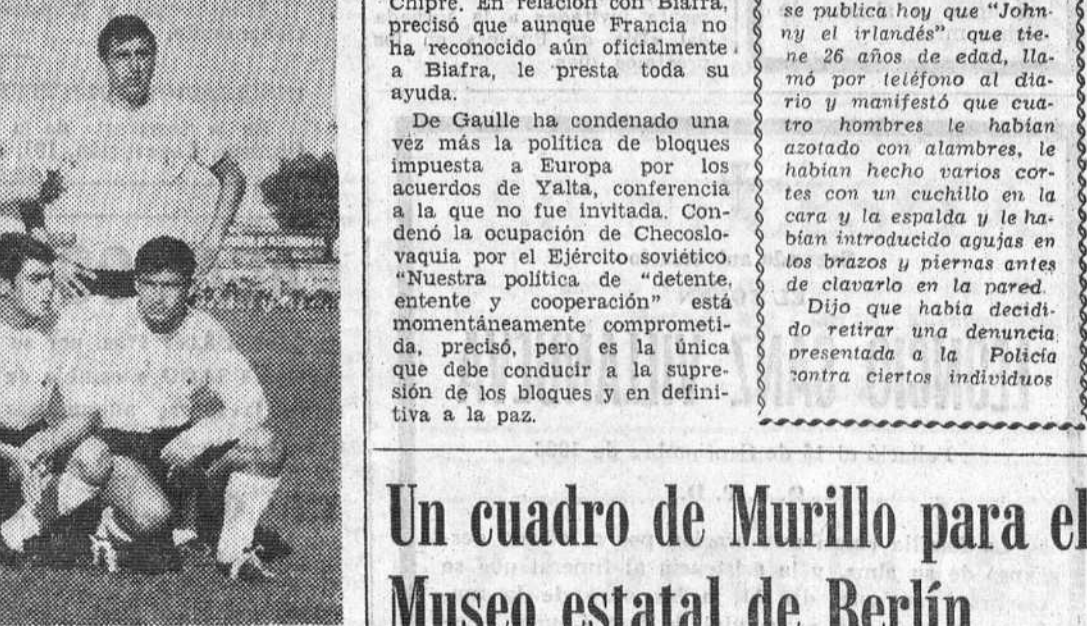 Chipre. En relación con Biafra,
precisó que aunque Francia no
ha reconocido aún oficialmente
a Biafra, le presta toda su
ayuda.
De Gaulle ha condenado una
vez más la política de bloques
impuesta a Europa por los
acuerdos de Yalta, conferencia
a la que no fue invitada. Con-
denó la ocupación de Checoslo-
vaquia por el Ejército soviético
"Nuestra política de "detente,
entente y cooperación" está
momentáneamente comprometi-
da, precisó, pero es la única
que debe conducir a la supre-
sión de los bloques y en defini-
tiva a la paz.
se publica hoy que "John-
ny el irlandés" que tie-
ne 26 años de edad, lla-
mó por teléfono al dia-
rio y manifestó que cua-
tro hombres le habían
azotado con alambres, le
habían hecho varios cor-
tes con un cuchillo en la
cara y la espalda y le ha-
bían introducido agujas en
los brazos y piernas antes
de clavarlo en la pared.
Dijo que había decidi-
do retirar una denuncia
presentada a la Policía
contra ciertos individuos
Un cuadro de Murillo para el
Museo estatal de Berlín